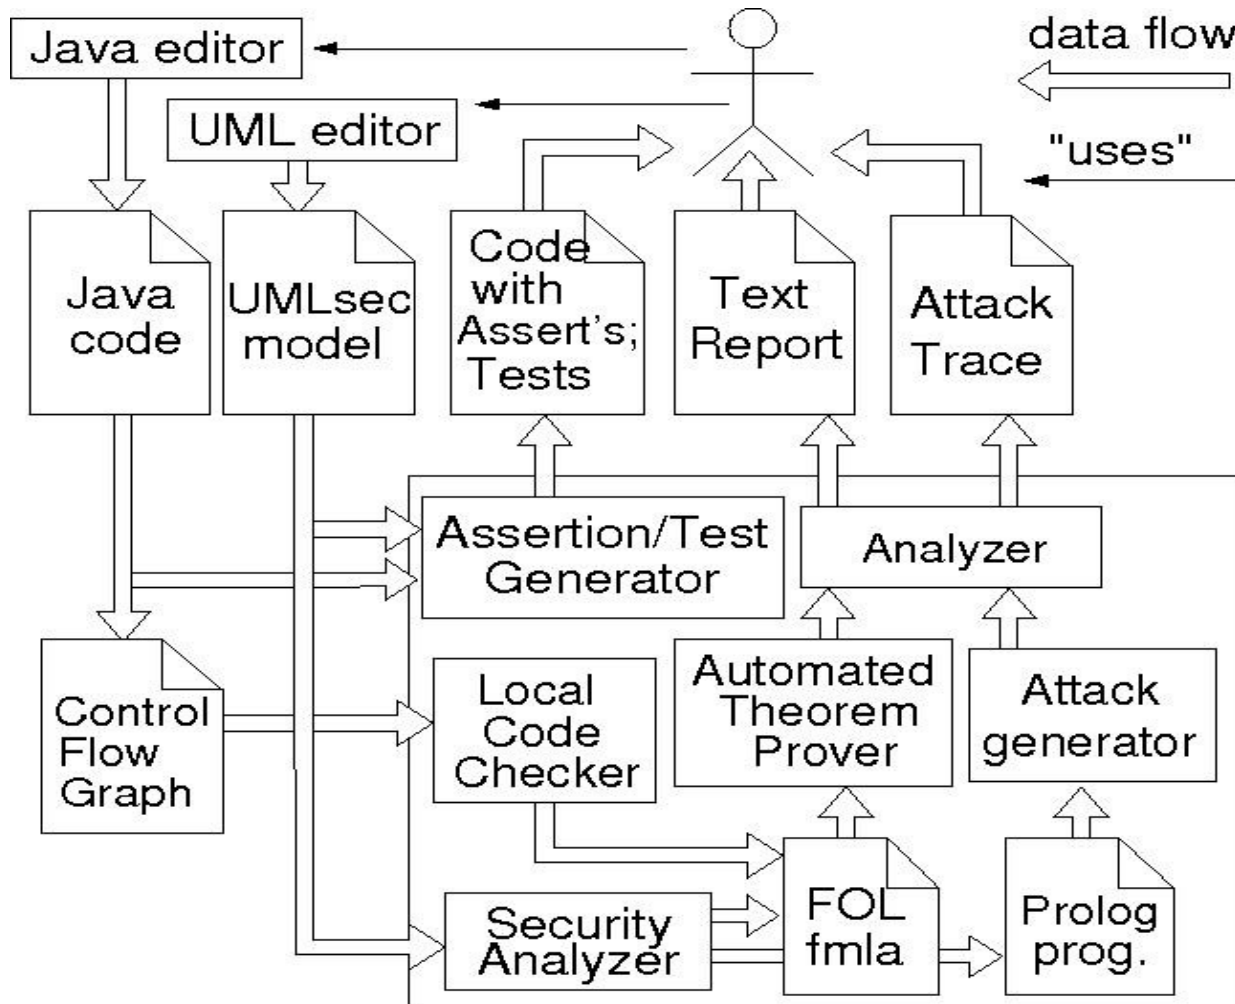 Java editor
data flow
UML editor
"uses"
Java
code
UMLsec
model
Code
with
Assert's;
Tests
Text
Report
Attack
Trace
Assertion/Test
Generator
Analyzer
Control
Flow
Graph
Local
Code
Checker
Automated
Theorem
Prover
Attack
generator
Security
Analyzer
FOL
fmla
Prolog
prog.